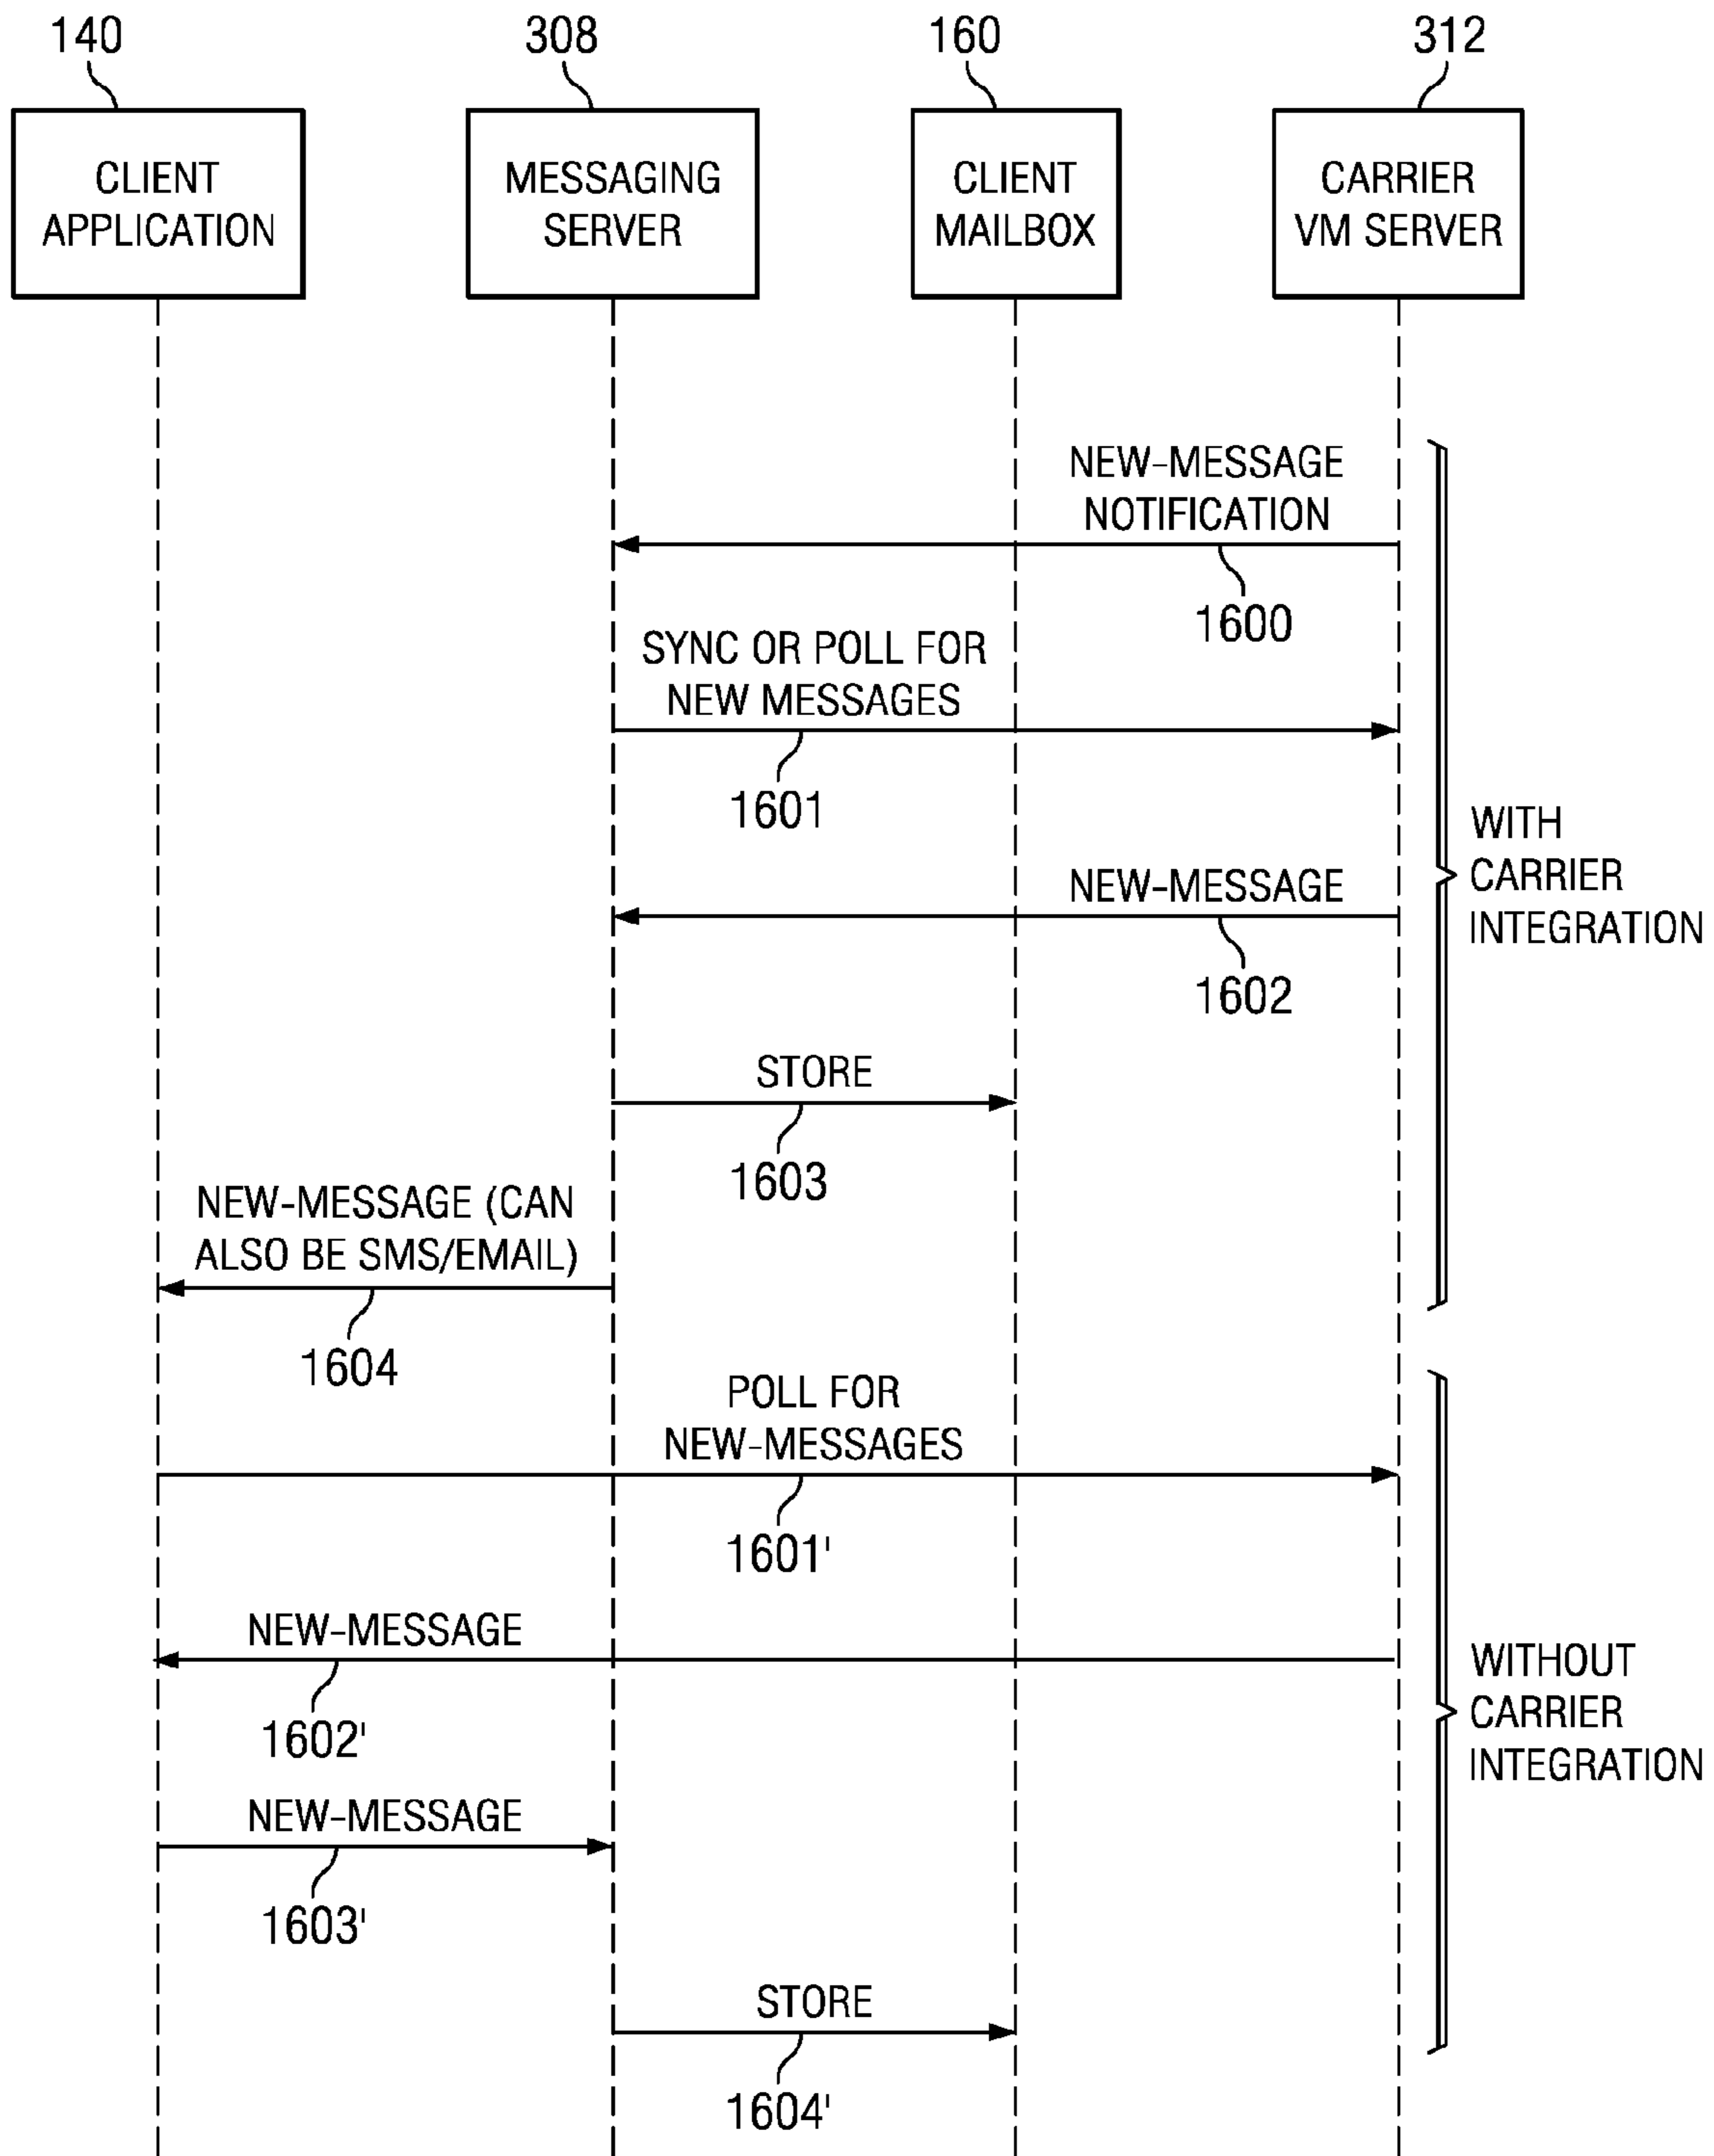 140
308
160
312
CLIENT
APPLICATION
MESSAGING
SERVER
CLIENT
MAILBOX
CARRIER
VM SERVER
NEW-MESSAGE
NOTIFICATION
1600
SYNC OR POLL FOR
NEW MESSAGES
1601
WITH
CARRIER
INTEGRATION
NEW-MESSAGE
1602
STORE
1603
NEW-MESSAGE (CAN
ALSO BE SMS/EMAIL)
1604
POLL FOR
NEW-MESSAGES
1601'
NEW-MESSAGE
1602'
WITHOUT
CARRIER
INTEGRATION
NEW-MESSAGE
1603'
STORE
1604'